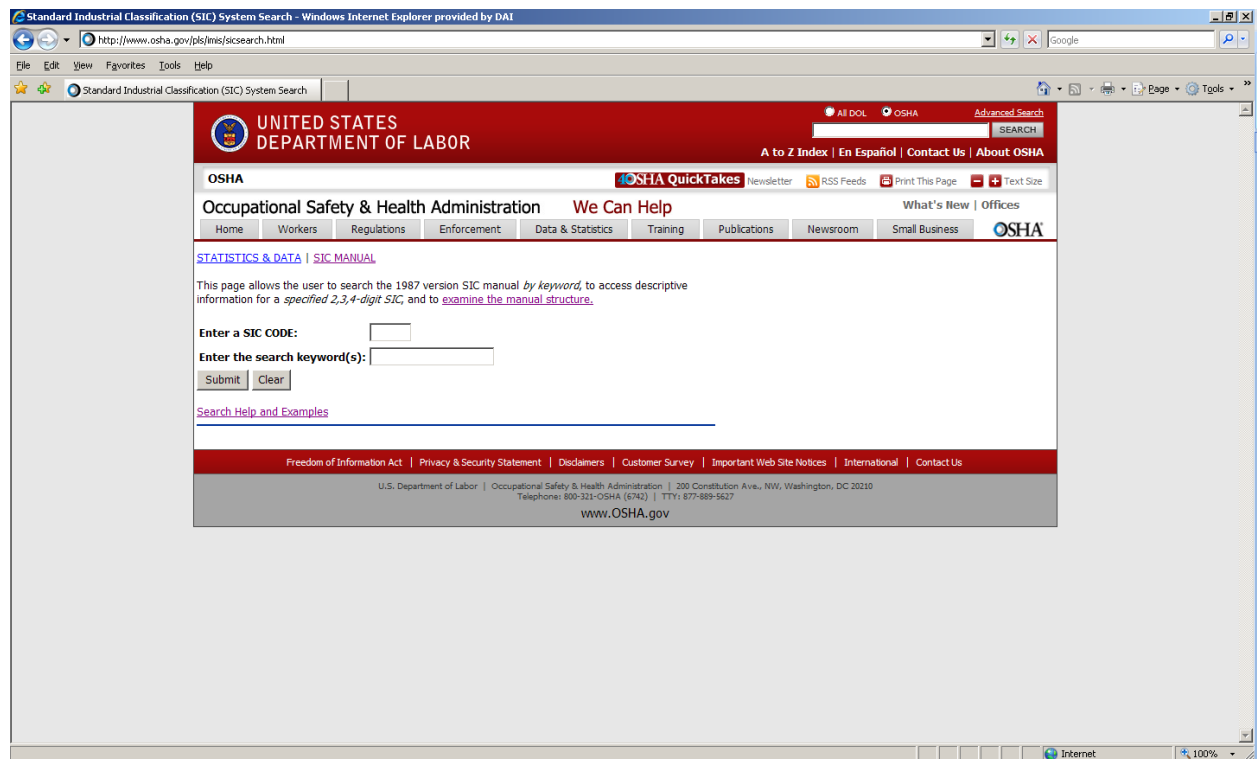 Standard Industrial Classification (SIC) System Search - Windows Internet Explorer provided by DAI
http://www.osha.gov/pls/imis/sicsearch.html
Google
File Edit View Favorites Tools Help
Standard Industrial Classification (SIC) System Search
Page Tools »
UNITED STATES
DEPARTMENT OF LABOR
All DOL OSHA Advanced Search
SEARCH
A to Z Index | En Español | Contact Us | About OSHA
OSHA
OSHA QuickTakes Newsletter RSS Feeds Print This Page Text Size
Occupational Safety & Health Administration We Can Help
What's New | Offices
Home Workers Regulations Enforcement Data & Statistics Training Publications Newsroom Small Business OSHA
STATISTICS & DATA | SIC MANUAL
This page allows the user to search the 1987 version SIC manual by keyword, to access descriptive
information for a specified 2,3,4-digit SIC, and to examine the manual structure.
Enter a SIC CODE:
Enter the search keyword(s):
Submit Clear
Search Help and Examples
Freedom of Information Act | Privacy & Security Statement | Disclaimers | Customer Survey | Important Web Site Notices | International | Contact Us
U.S. Department of Labor | Occupational Safety & Health Administration | 200 Constitution Ave., NW, Washington, DC 20210
Telephone: 800-321-OSHA (6742) | TTY: 877-889-5627
www.OSHA.gov
Internet 100%